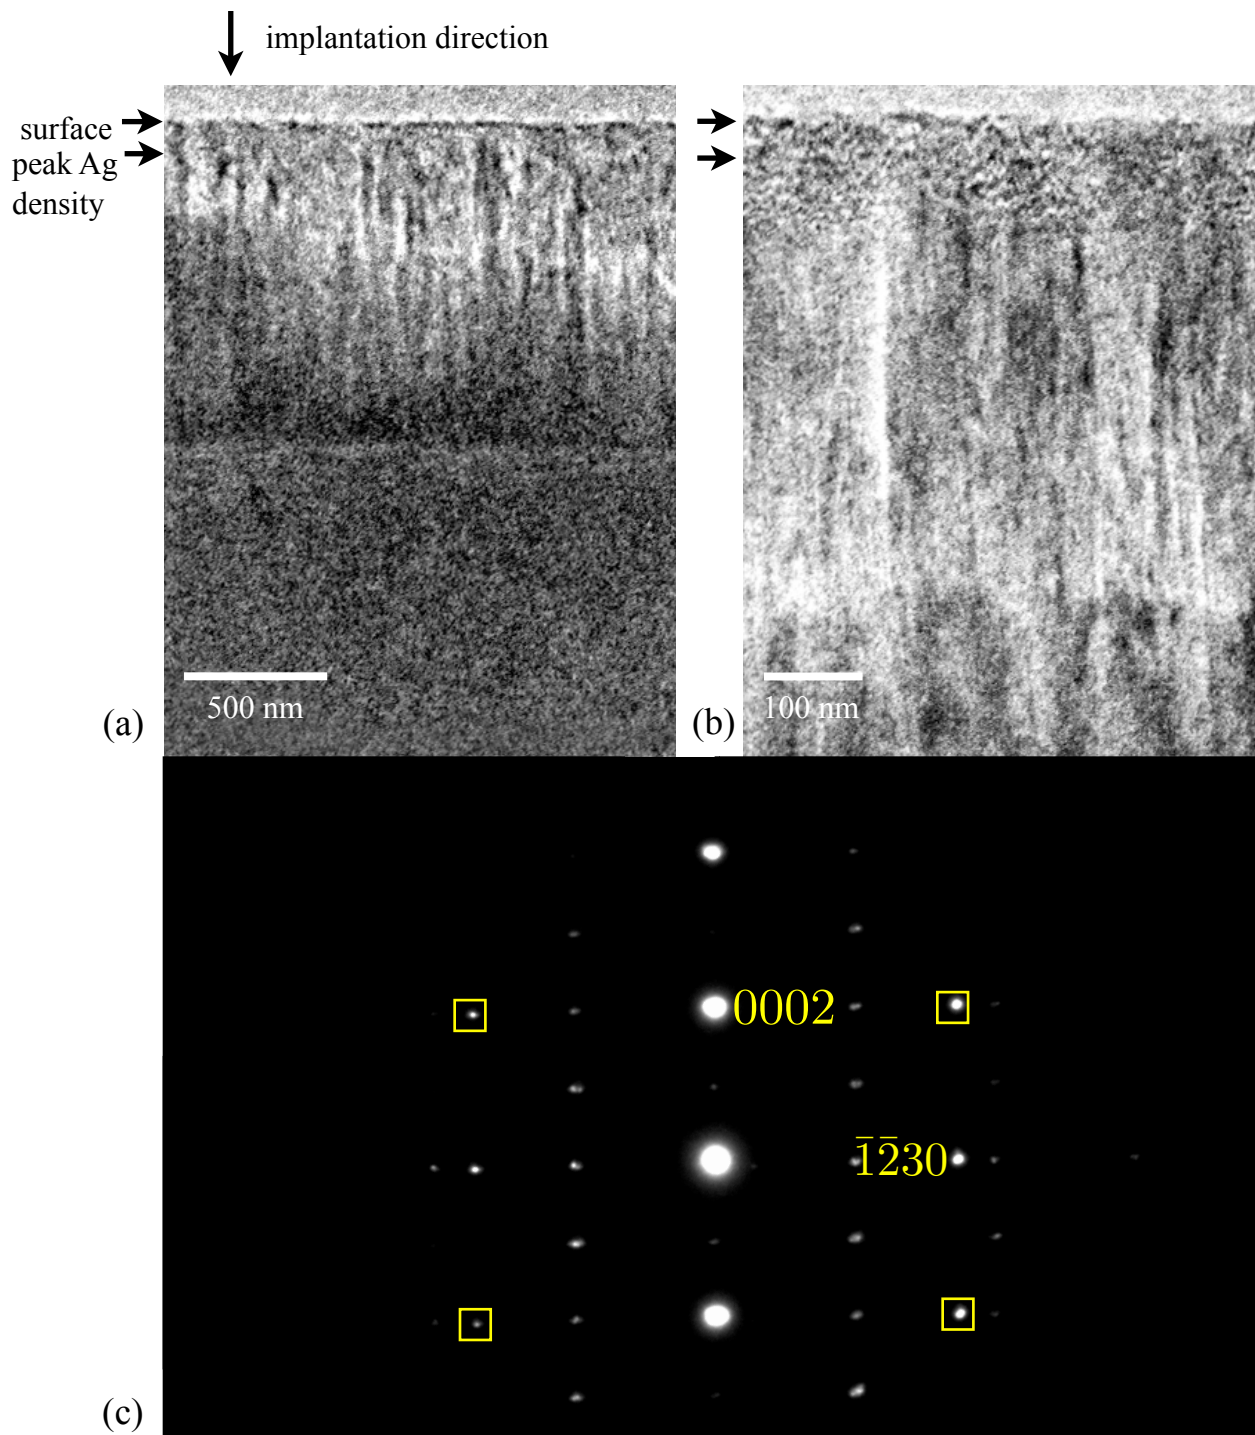 implantation direction
surface
peak Ag
density
500 nm
100 nm
(a)
(b)
0002
1̄2̄30
(c)